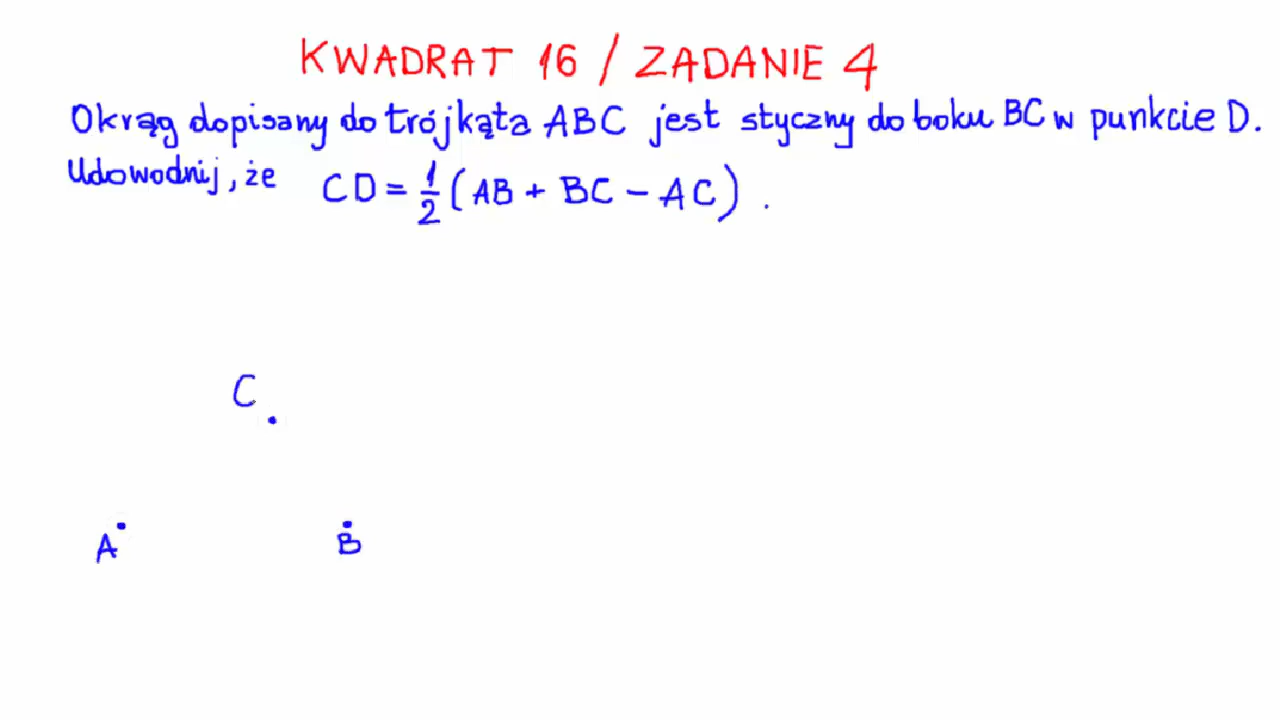 KWADRAT 16 / ZADANIE 4
Okrąg dopisany do trójkąta ABC jest styczny do boku BC w punkcie D.
Udowodnij, że CD = 1/2 (AB + BC - AC).
C
A
B